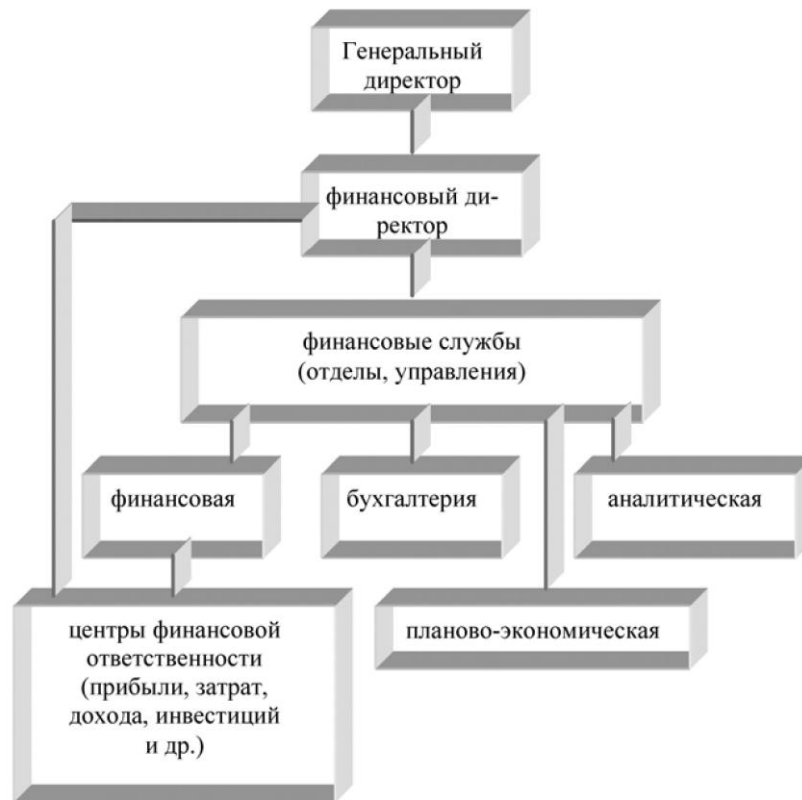 Генеральный
директор
финансовый ди-
ректор
финансовые службы
(отделы, управления)
финансовая
бухгалтерия
аналитическая
центры финансовой
ответственности
(прибыли, затрат,
дохода, инвестиций
и др.)
планово-экономическая